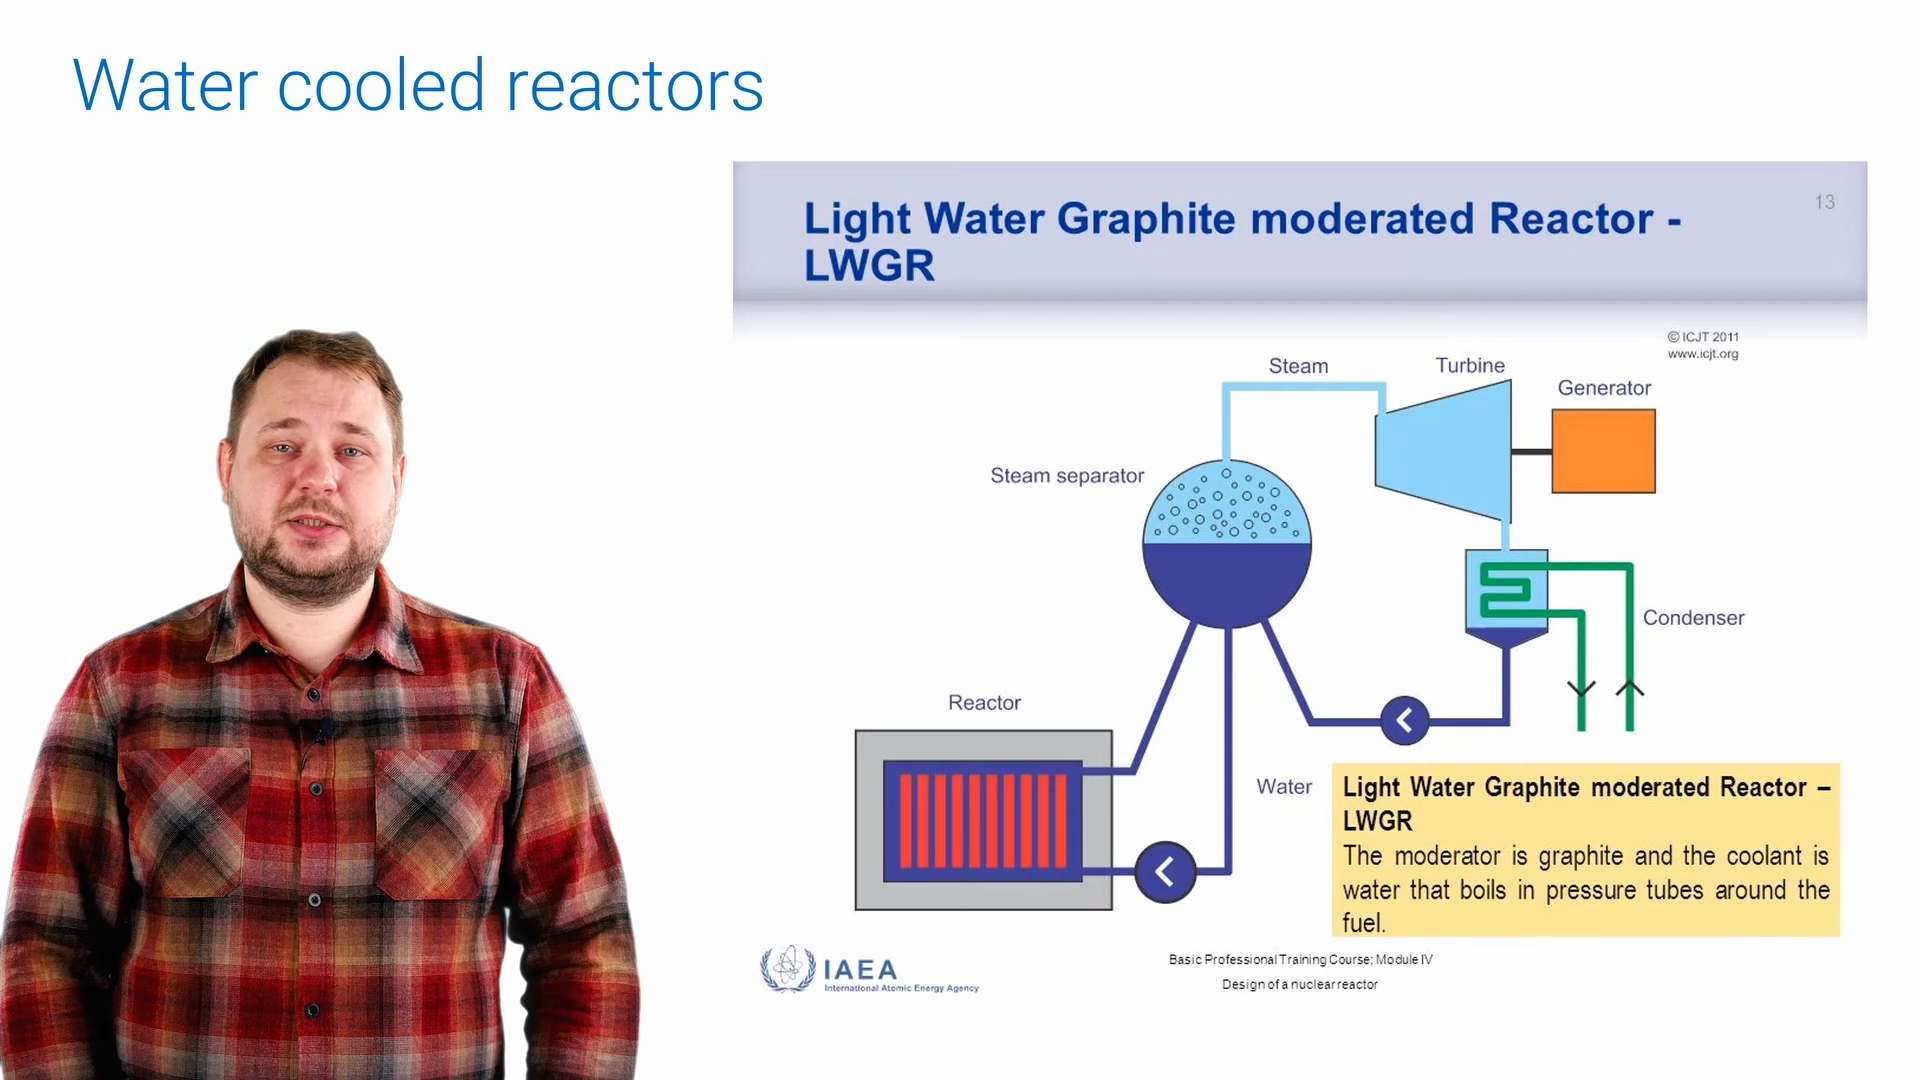 Water cooled reactors
Light Water Graphite moderated Reactor -
LWGR
13
© ICJT 2011
www.icjt.org
Steam
Turbine
Generator
Steam separator
Condenser
Reactor
Water
Light Water Graphite moderated Reactor –
LWGR
The moderator is graphite and the coolant is
water that boils in pressure tubes around the
fuel.
IAEA
International Atomic Energy Agency
Basic Professional Training Course; Module IV
Design of a nuclear reactor